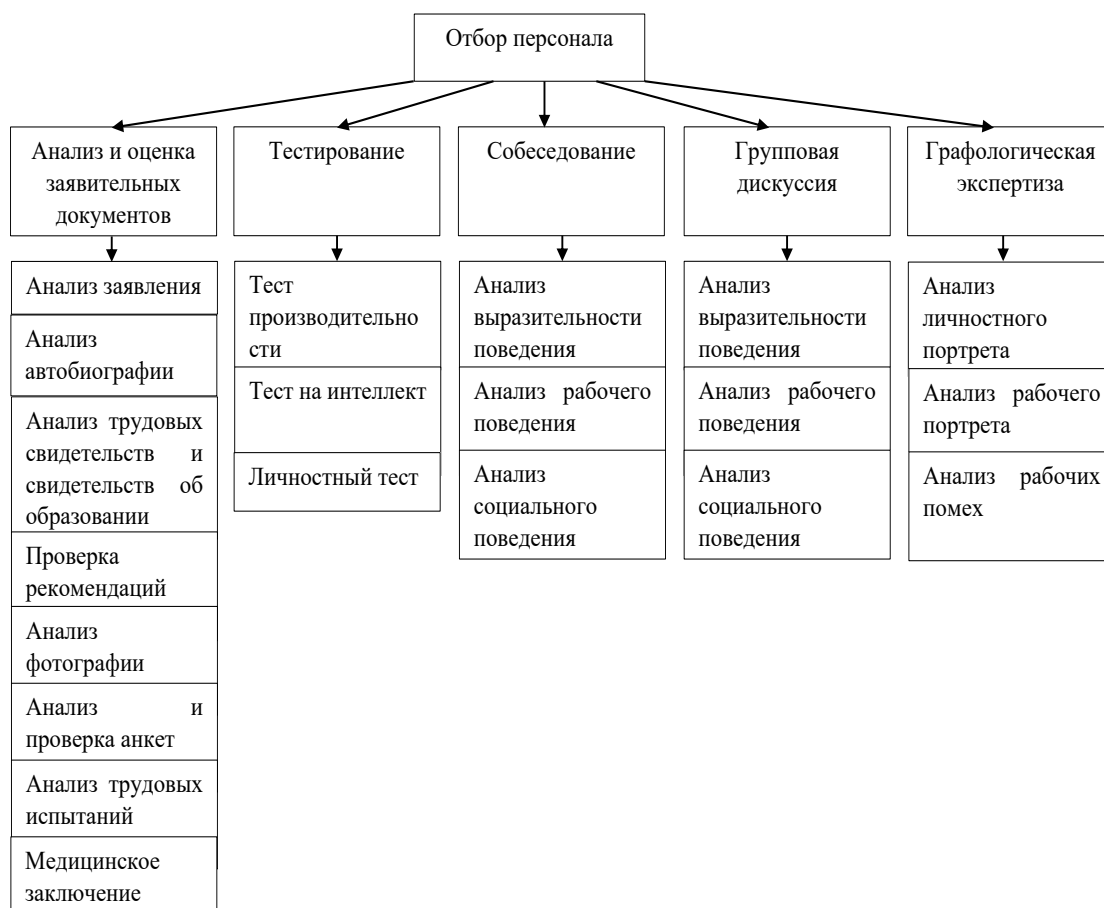 Отбор персонала
Анализ и оценка
заявительных
документов
Тестирование
Собеседование
Групповая
дискуссия
Графологическая
экспертиза
Анализ заявления
Анализ
автобиографии
Анализ трудовых
свидетельств и
свидетельств об
образовании
Проверка
рекомендаций
Анализ
фотографии
Анализ и
проверка анкет
Анализ трудовых
испытаний
Медицинское
заключение
Тест
производительно
сти
Тест на интеллект
Личностный тест
Анализ
выразительности
поведения
Анализ рабочего
поведения
Анализ
социального
поведения
Анализ
выразительности
поведения
Анализ рабочего
поведения
Анализ
социального
поведения
Анализ
личностного
портрета
Анализ рабочего
портрета
Анализ рабочих
помех